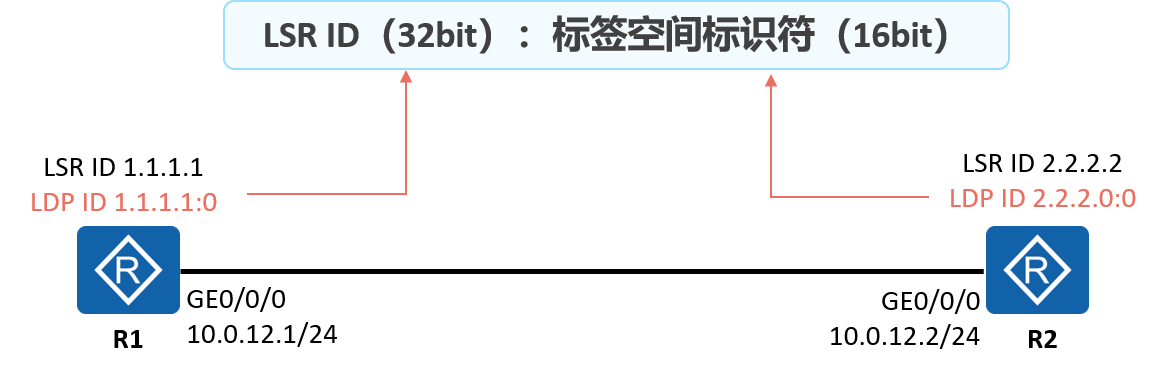 LSR ID（32bit）：标签空间标识符（16bit）
LSR ID 1.1.1.1
LDP ID 1.1.1.1:0
LSR ID 2.2.2.2
LDP ID 2.2.2.0:0
R
R
GE0/0/0
10.0.12.1/24
GE0/0/0
10.0.12.2/24
R1
R2